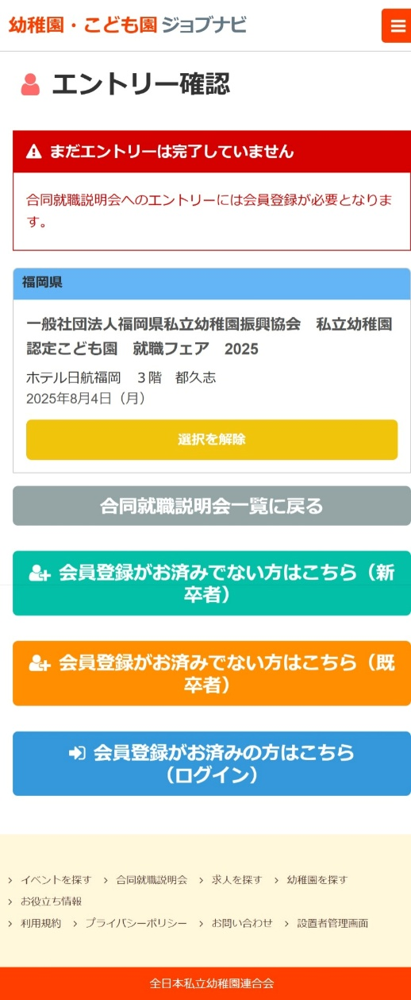 幼稚園・こども園 ジョブナビ
エントリー確認
まだエントリーは完了していません
合同就職説明会へのエントリーには会員登録が必要となりま
す。
福岡県
一般社団法人福岡県私立幼稚園振興協会　私立幼稚園
認定こども園　就職フェア　2025
ホテル日航福岡　３階　都久志
2025年8月4日（月）
選択を解除
合同就職説明会一覧に戻る
会員登録がお済みでない方はこちら（新
卒者）
会員登録がお済みでない方はこちら（既
卒者）
会員登録がお済みの方はこちら
（ログイン）
イベントを探す 合同就職説明会 求人を探す 幼稚園を探す
お役立ち情報
利用規約 プライバシーポリシー お問い合わせ 設置者管理画面
全日本私立幼稚園連合会